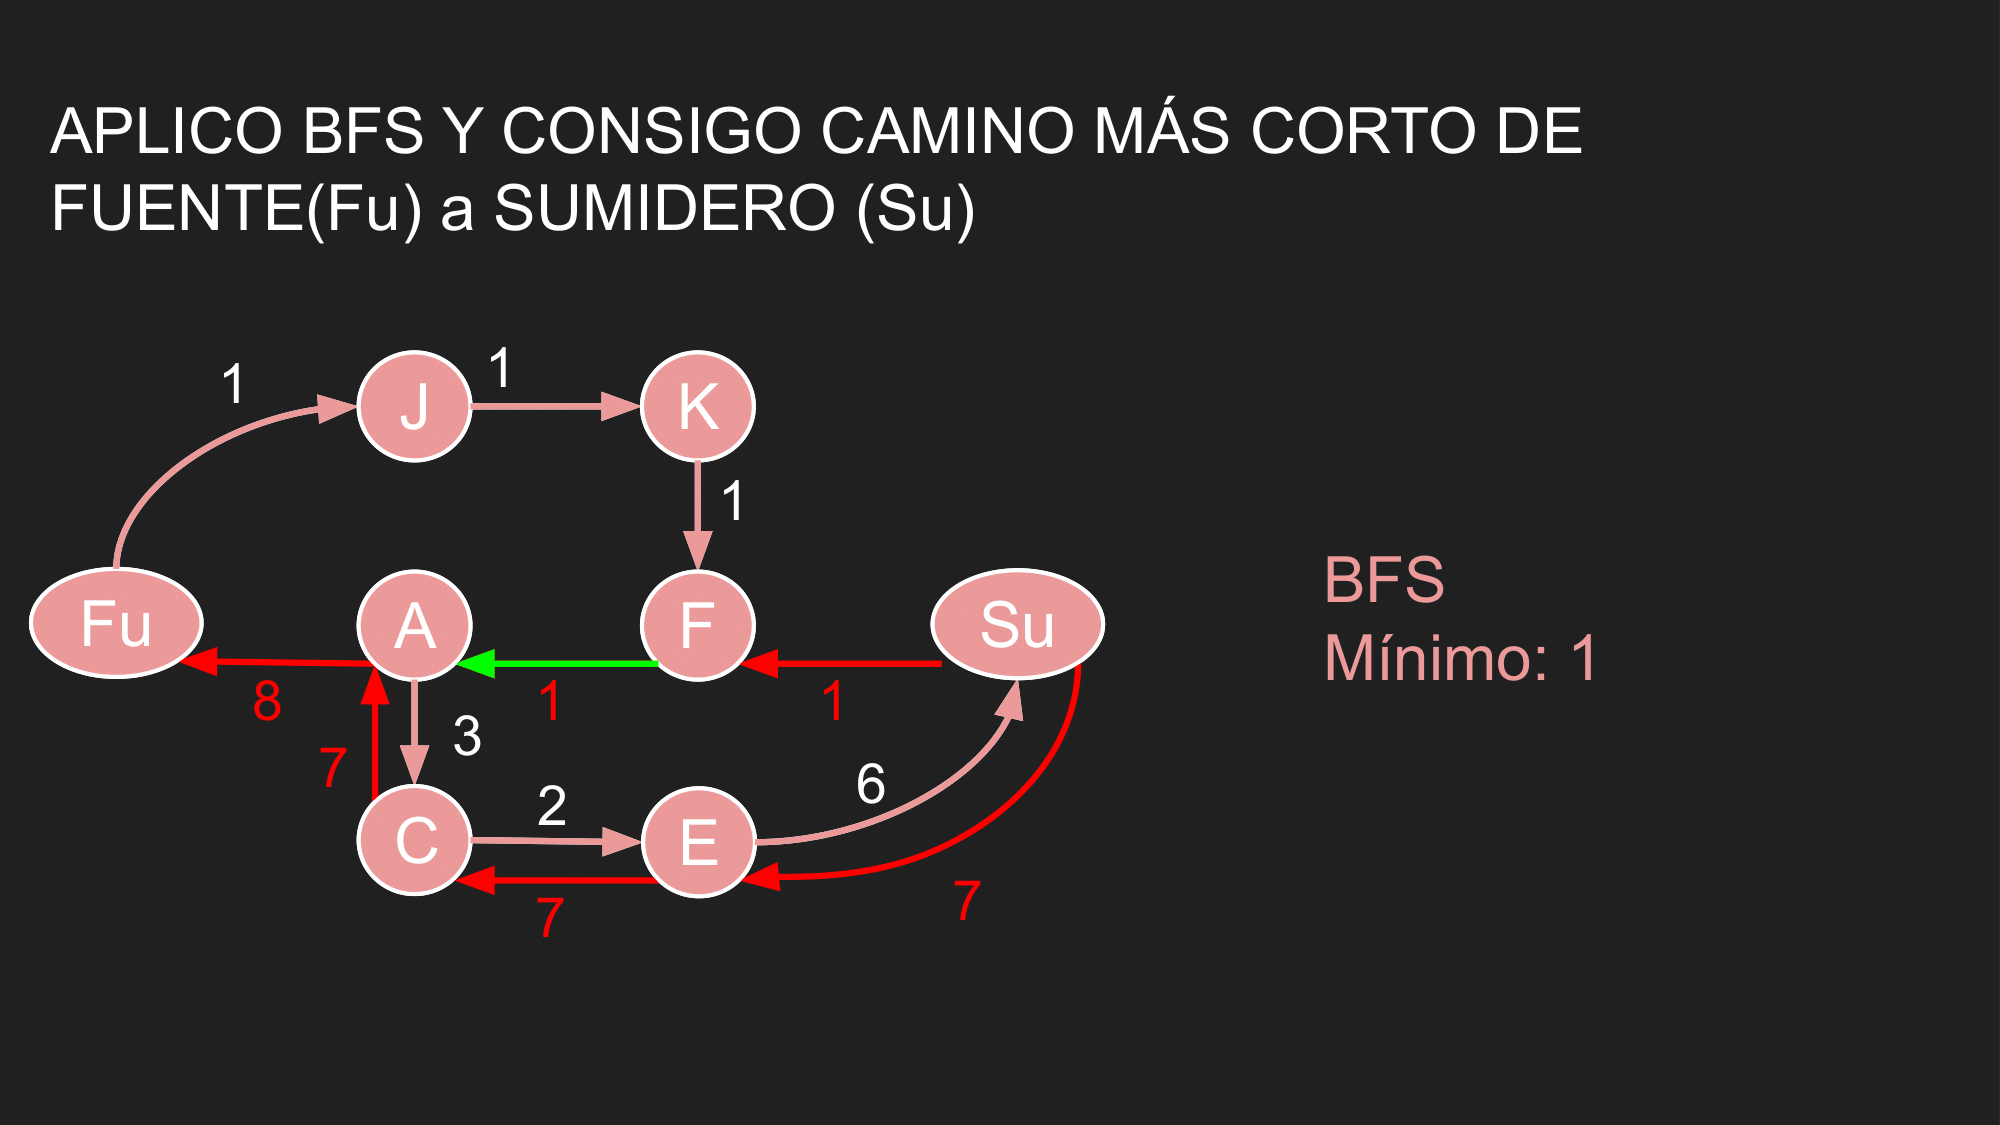 APLICO BFS Y CONSIGO CAMINO MÁS CORTO DE
FUENTE(Fu) a SUMIDERO (Su)
1
J
1
K
1
Fu
A
F
Su
8
1
1
7
3
2
6
C
E
7
7
BFS
Mínimo: 1